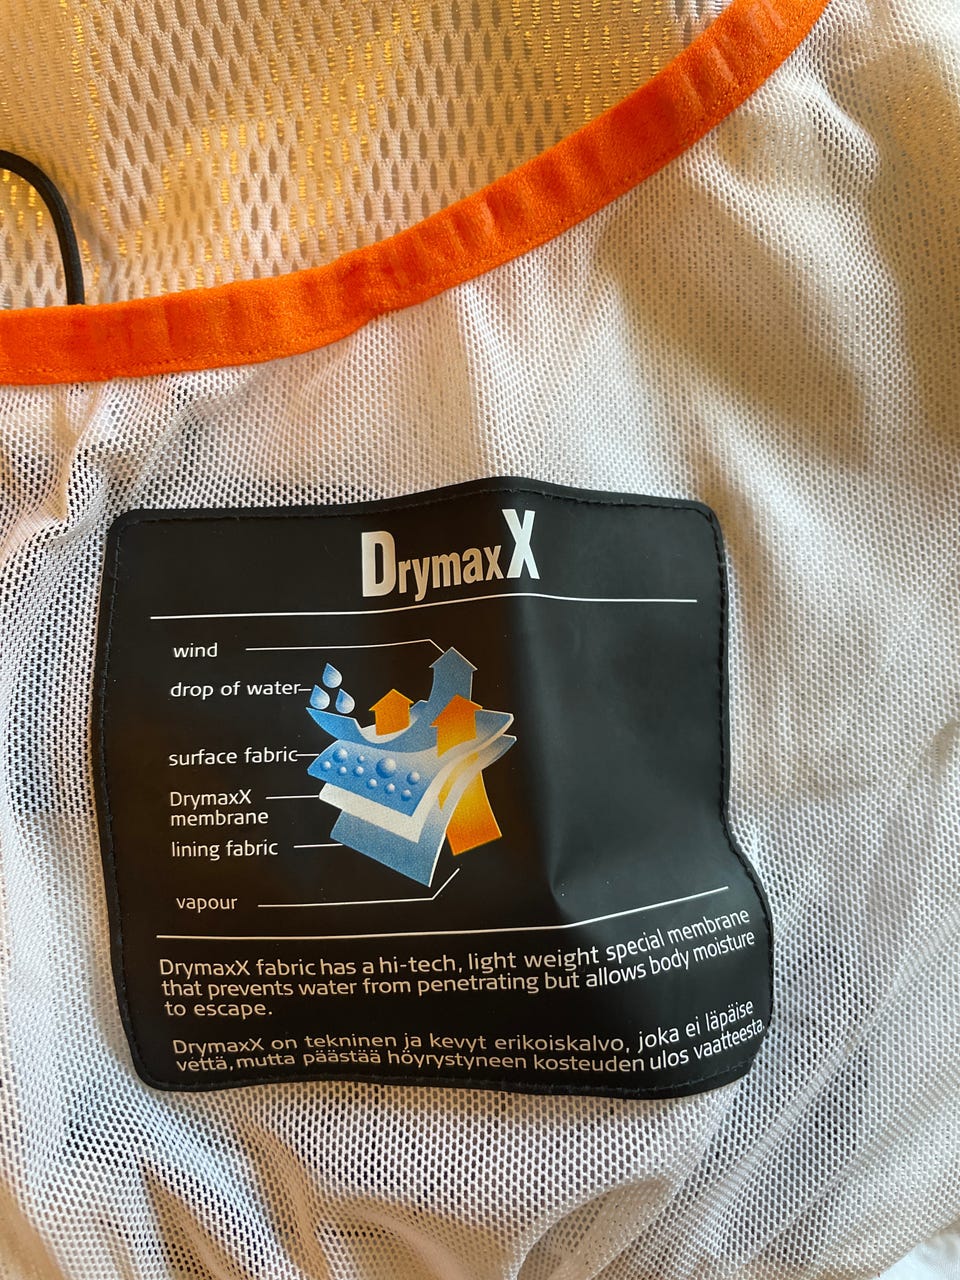 DrymaxX
wind
drop of water
surface fabric
DrymaxX
membrane
lining fabric
vapour
DrymaxX fabric has a hi-tech, light weight special membrane
that prevents water from penetrating but allows body moisture
to escape.
DrymaxX on tekninen ja kevyt erikoiskalvo, joka ei läpäise
vettä, mutta päästää höyrystyneen kosteuden ulos vaatteesta.